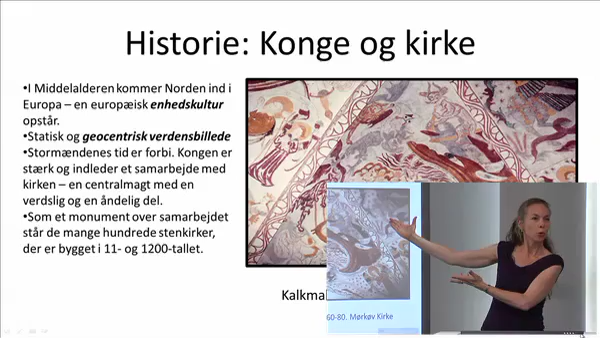 Historie: Konge og kirke
•I Middelalderen kommer Norden ind i
Europa – en europæisk enhedskultur
opstår.
•Statisk og geocentrisk verdensbillede
•Stormændenes tid er forbi. Kongen er
stærk og indleder et samarbejde med
kirken – en centralmagt med en
verdslig og en åndelig del.
•Som et monument over samarbejdet
står de mange hundrede stenkirker,
der er bygget i 11- og 1200-tallet.
60-80. Mørkøv Kirke